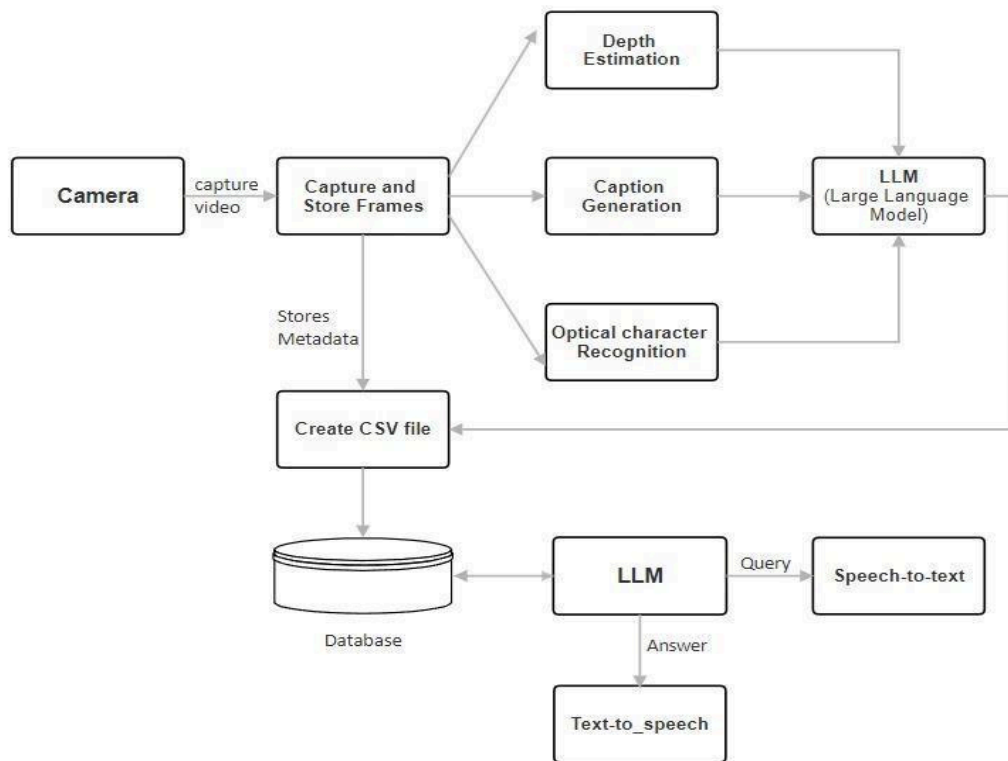 Depth
Estimation
Camera
capture
video
Capture and
Store Frames
Caption
Generation
LLM
(Large Language
Model)
Stores
Metadata
Optical character
Recognition
Create CSV file
Database
LLM
Query
Speech-to-text
Answer
Text-to_speech